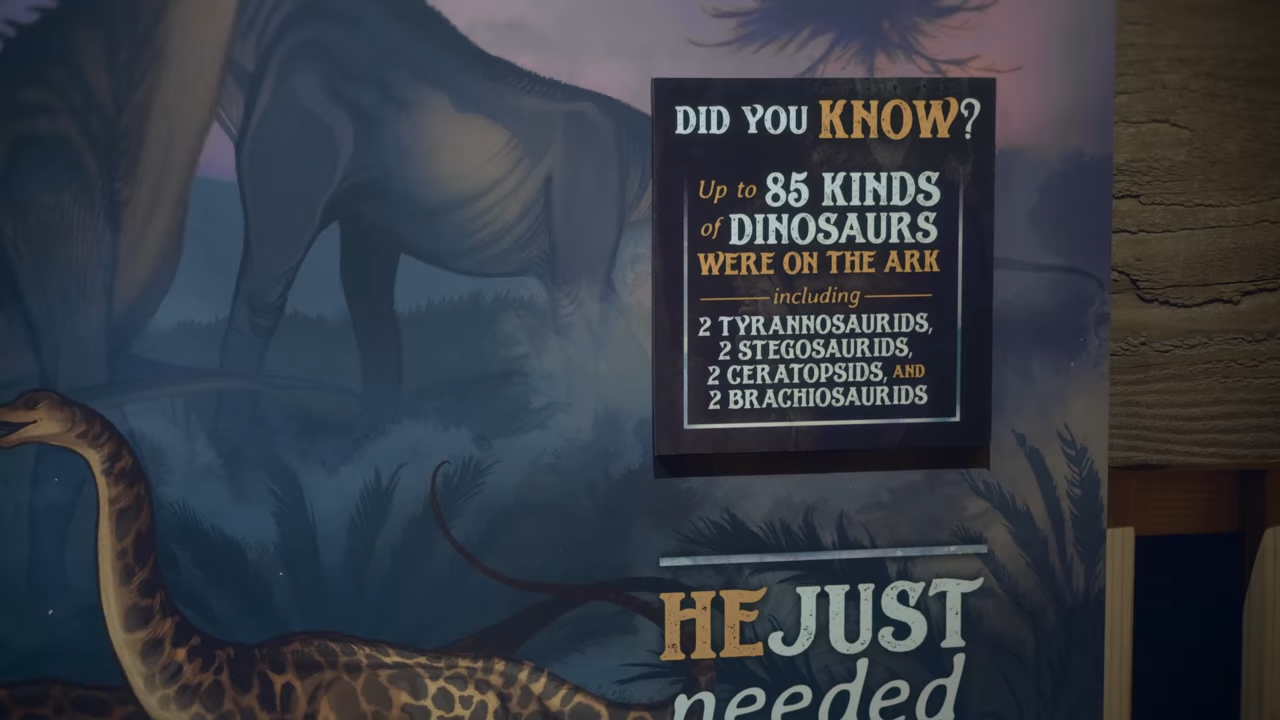 DID YOU KNOW?
Up to 85 KINDS
of DINOSAURS
WERE ON THE ARK
including
2 TYRANNOSAURIDS,
2 STEGOSAURIDS,
2 CERATOPSIDS, AND
2 BRACHIOSAURIDS
HE JUST
needed